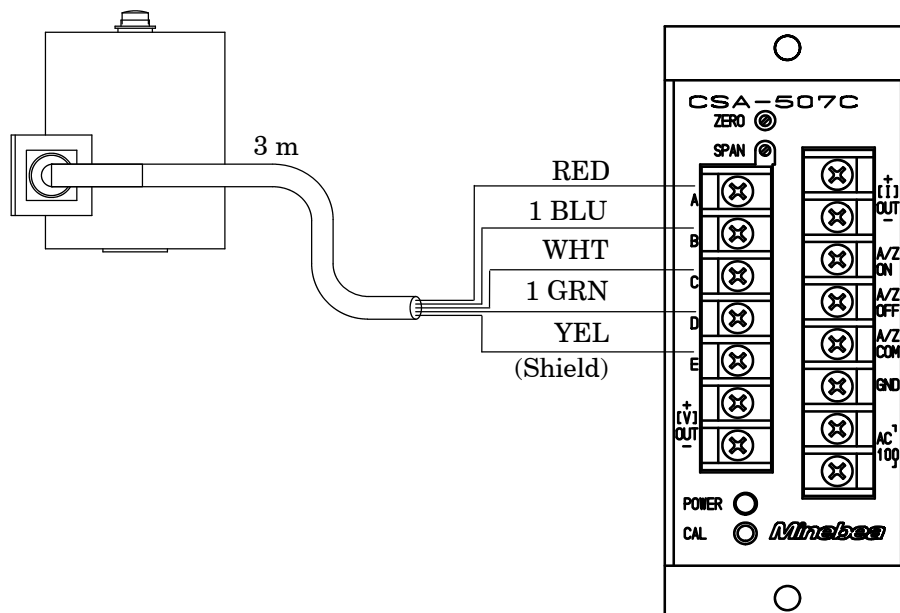 3 m
RED
1 BLU
WHT
1 GRN
YEL
(Shield)
CSA-507C
ZERO
SPAN
A
B
C
D
E
+
[V]
OUT
-
+
[I]
OUT
-
A/Z
ON
A/Z
OFF
A/Z
COM
GND
AC
100
POWER
CAL
Minebea